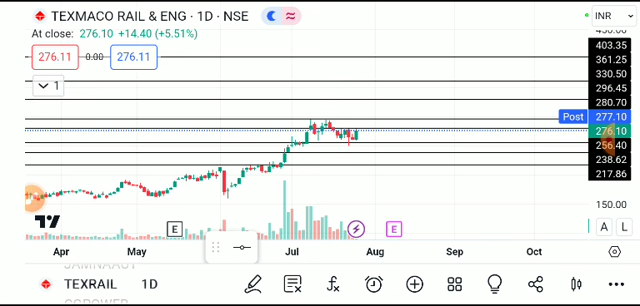 TEXMACO RAIL & ENG · 1D · NSE
INR
At close: 276.10 +14.40 (+5.51%)
276.11 0.00 276.11
1
403.35
361.25
330.50
296.45
280.70
Post 277.10
276.10
256.40
238.62
217.86
150.00
E E
A L
Apr May Jul Aug Sep Oct
TEXRAIL 1D